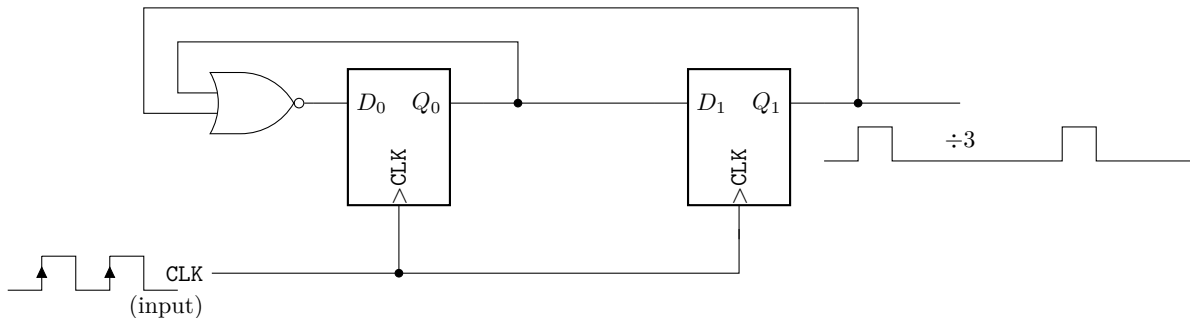 D₀ Q₀
D₁ Q₁
÷3
CLK
CLK
CLK
(input)